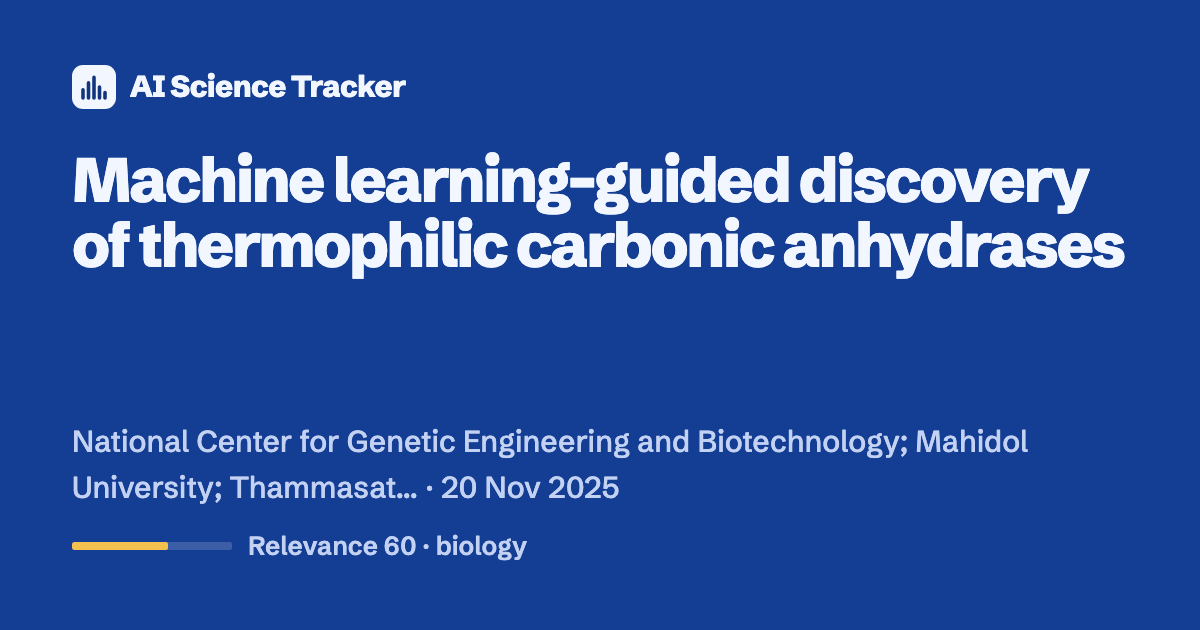 AI Science Tracker
Machine learning-guided discovery
of thermophilic carbonic anhydrases
National Center for Genetic Engineering and Biotechnology; Mahidol
University; Thammasat... · 20 Nov 2025
Relevance 60 · biology